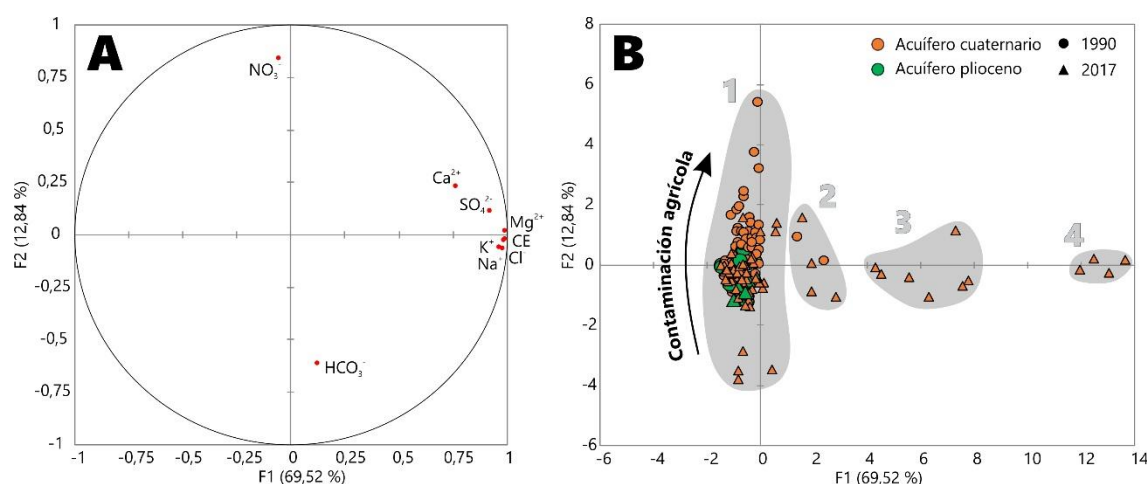 A
1
0,75
0,5
0,25
0
-0,25
-0,5
-0,75
-1
F2 (12,84 %)
NO₃⁻
Ca²⁺
SO₄²⁻
Mg²⁺
K⁺
CE
Na⁺
Cl⁻
HCO₃⁻
-1
-0,75
-0,5
-0,25
0
0,25
0,5
0,75
1
F1 (69,52 %)
B
8
6
4
2
0
-2
-4
-6
F2 (12,84 %)
Acuífero cuaternario
1990
Acuífero plioceno
2017
1
2
3
4
Contaminación agrícola
-6
-4
-2
0
2
4
6
8
10
12
14
F1 (69,52 %)